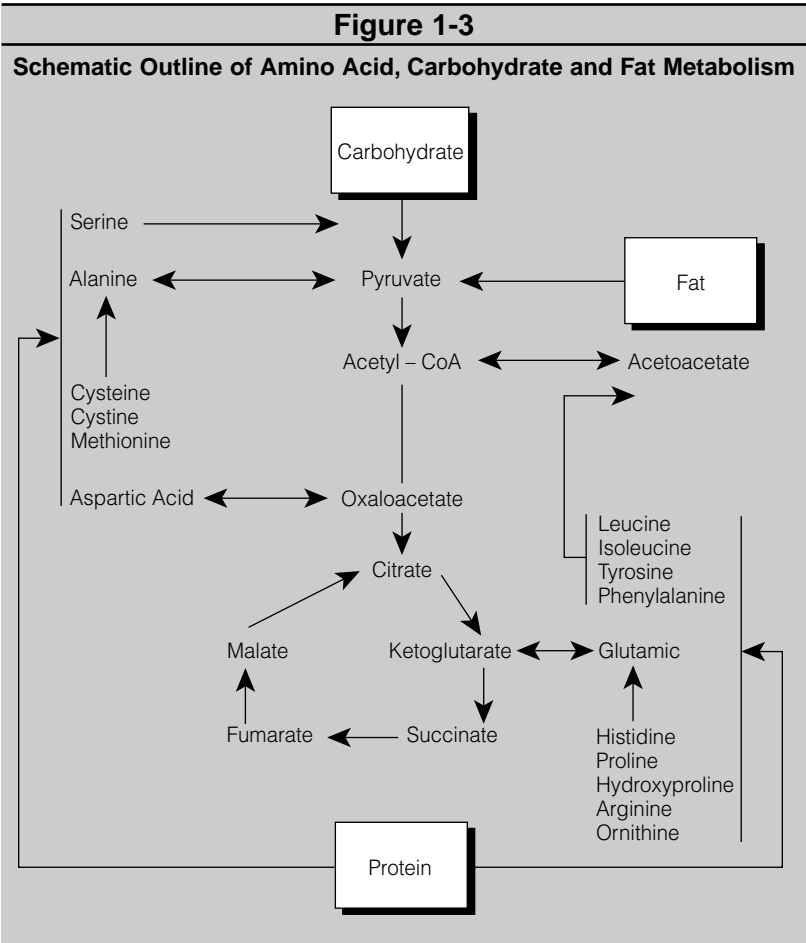 Figure 1-3
Schematic Outline of Amino Acid, Carbohydrate and Fat Metabolism
Carbohydrate
Serine
Alanine
Pyruvate
Fat
Acetyl – CoA
Acetoacetate
Cysteine
Cystine
Methionine
Aspartic Acid
Oxaloacetate
Leucine
Isoleucine
Tyrosine
Phenylalanine
Citrate
Malate
Ketoglutarate
Glutamic
Fumarate
Succinate
Histidine
Proline
Hydroxyproline
Arginine
Ornithine
Protein